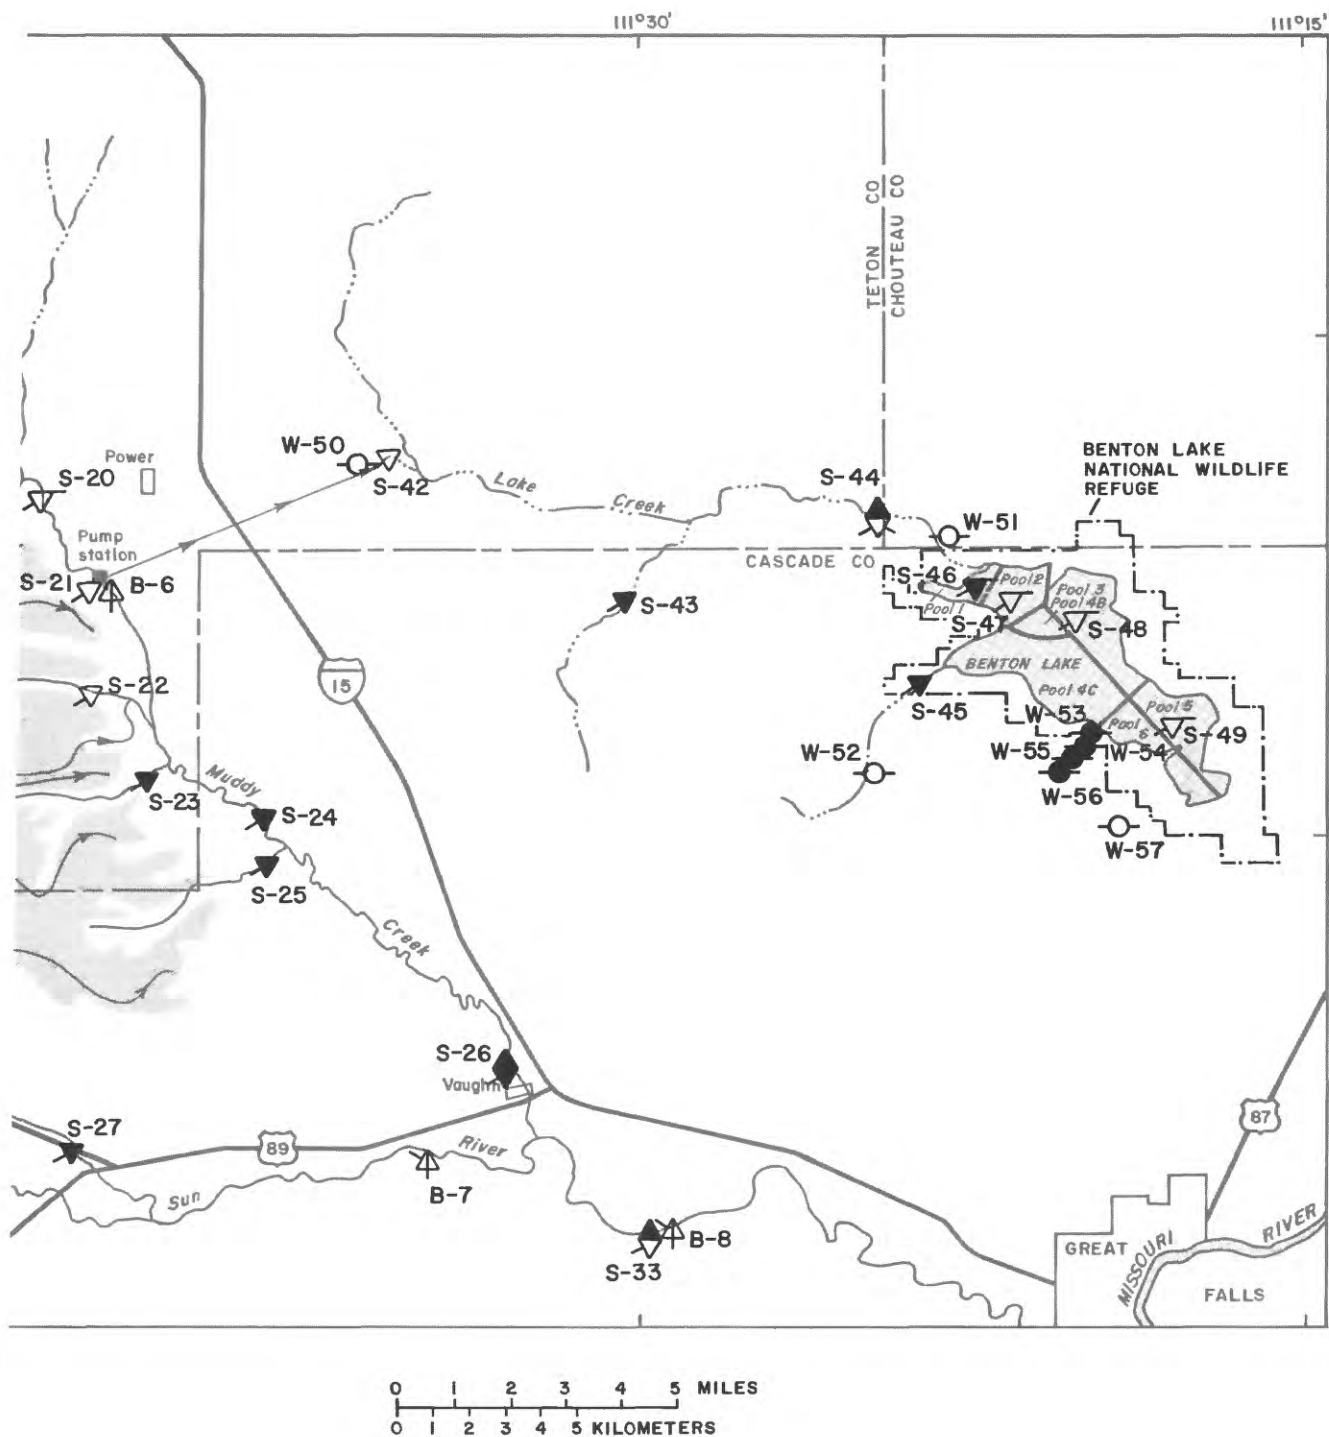 111°30'
111°15'
TETON CO
CHOUTEAU CO
W-50
S-42
Lake
Creek
S-44
W-51
BENTON LAKE
NATIONAL WILDLIFE
REFUGE
Power
S-20
Pump
station
S-21
B-6
CASCADE CO
S-46
Pool 2
Pool 3
Pool 1
Pool 4B
S-47
S-48
S-43
S-22
15
BENTON LAKE
Pool 4C
S-45
Pool 5
W-53
Pool
6
S-49
W-52
W-55
W-54
W-56
S-23
Muddy
S-24
W-57
S-25
Creek
S-26
Vaughn
S-27
89
River
87
Sun
B-7
B-8
S-33
GREAT
FALLS
MISSOURI
RIVER
0 1 2 3 4 5 MILES
0 1 2 3 4 5 KILOMETERS